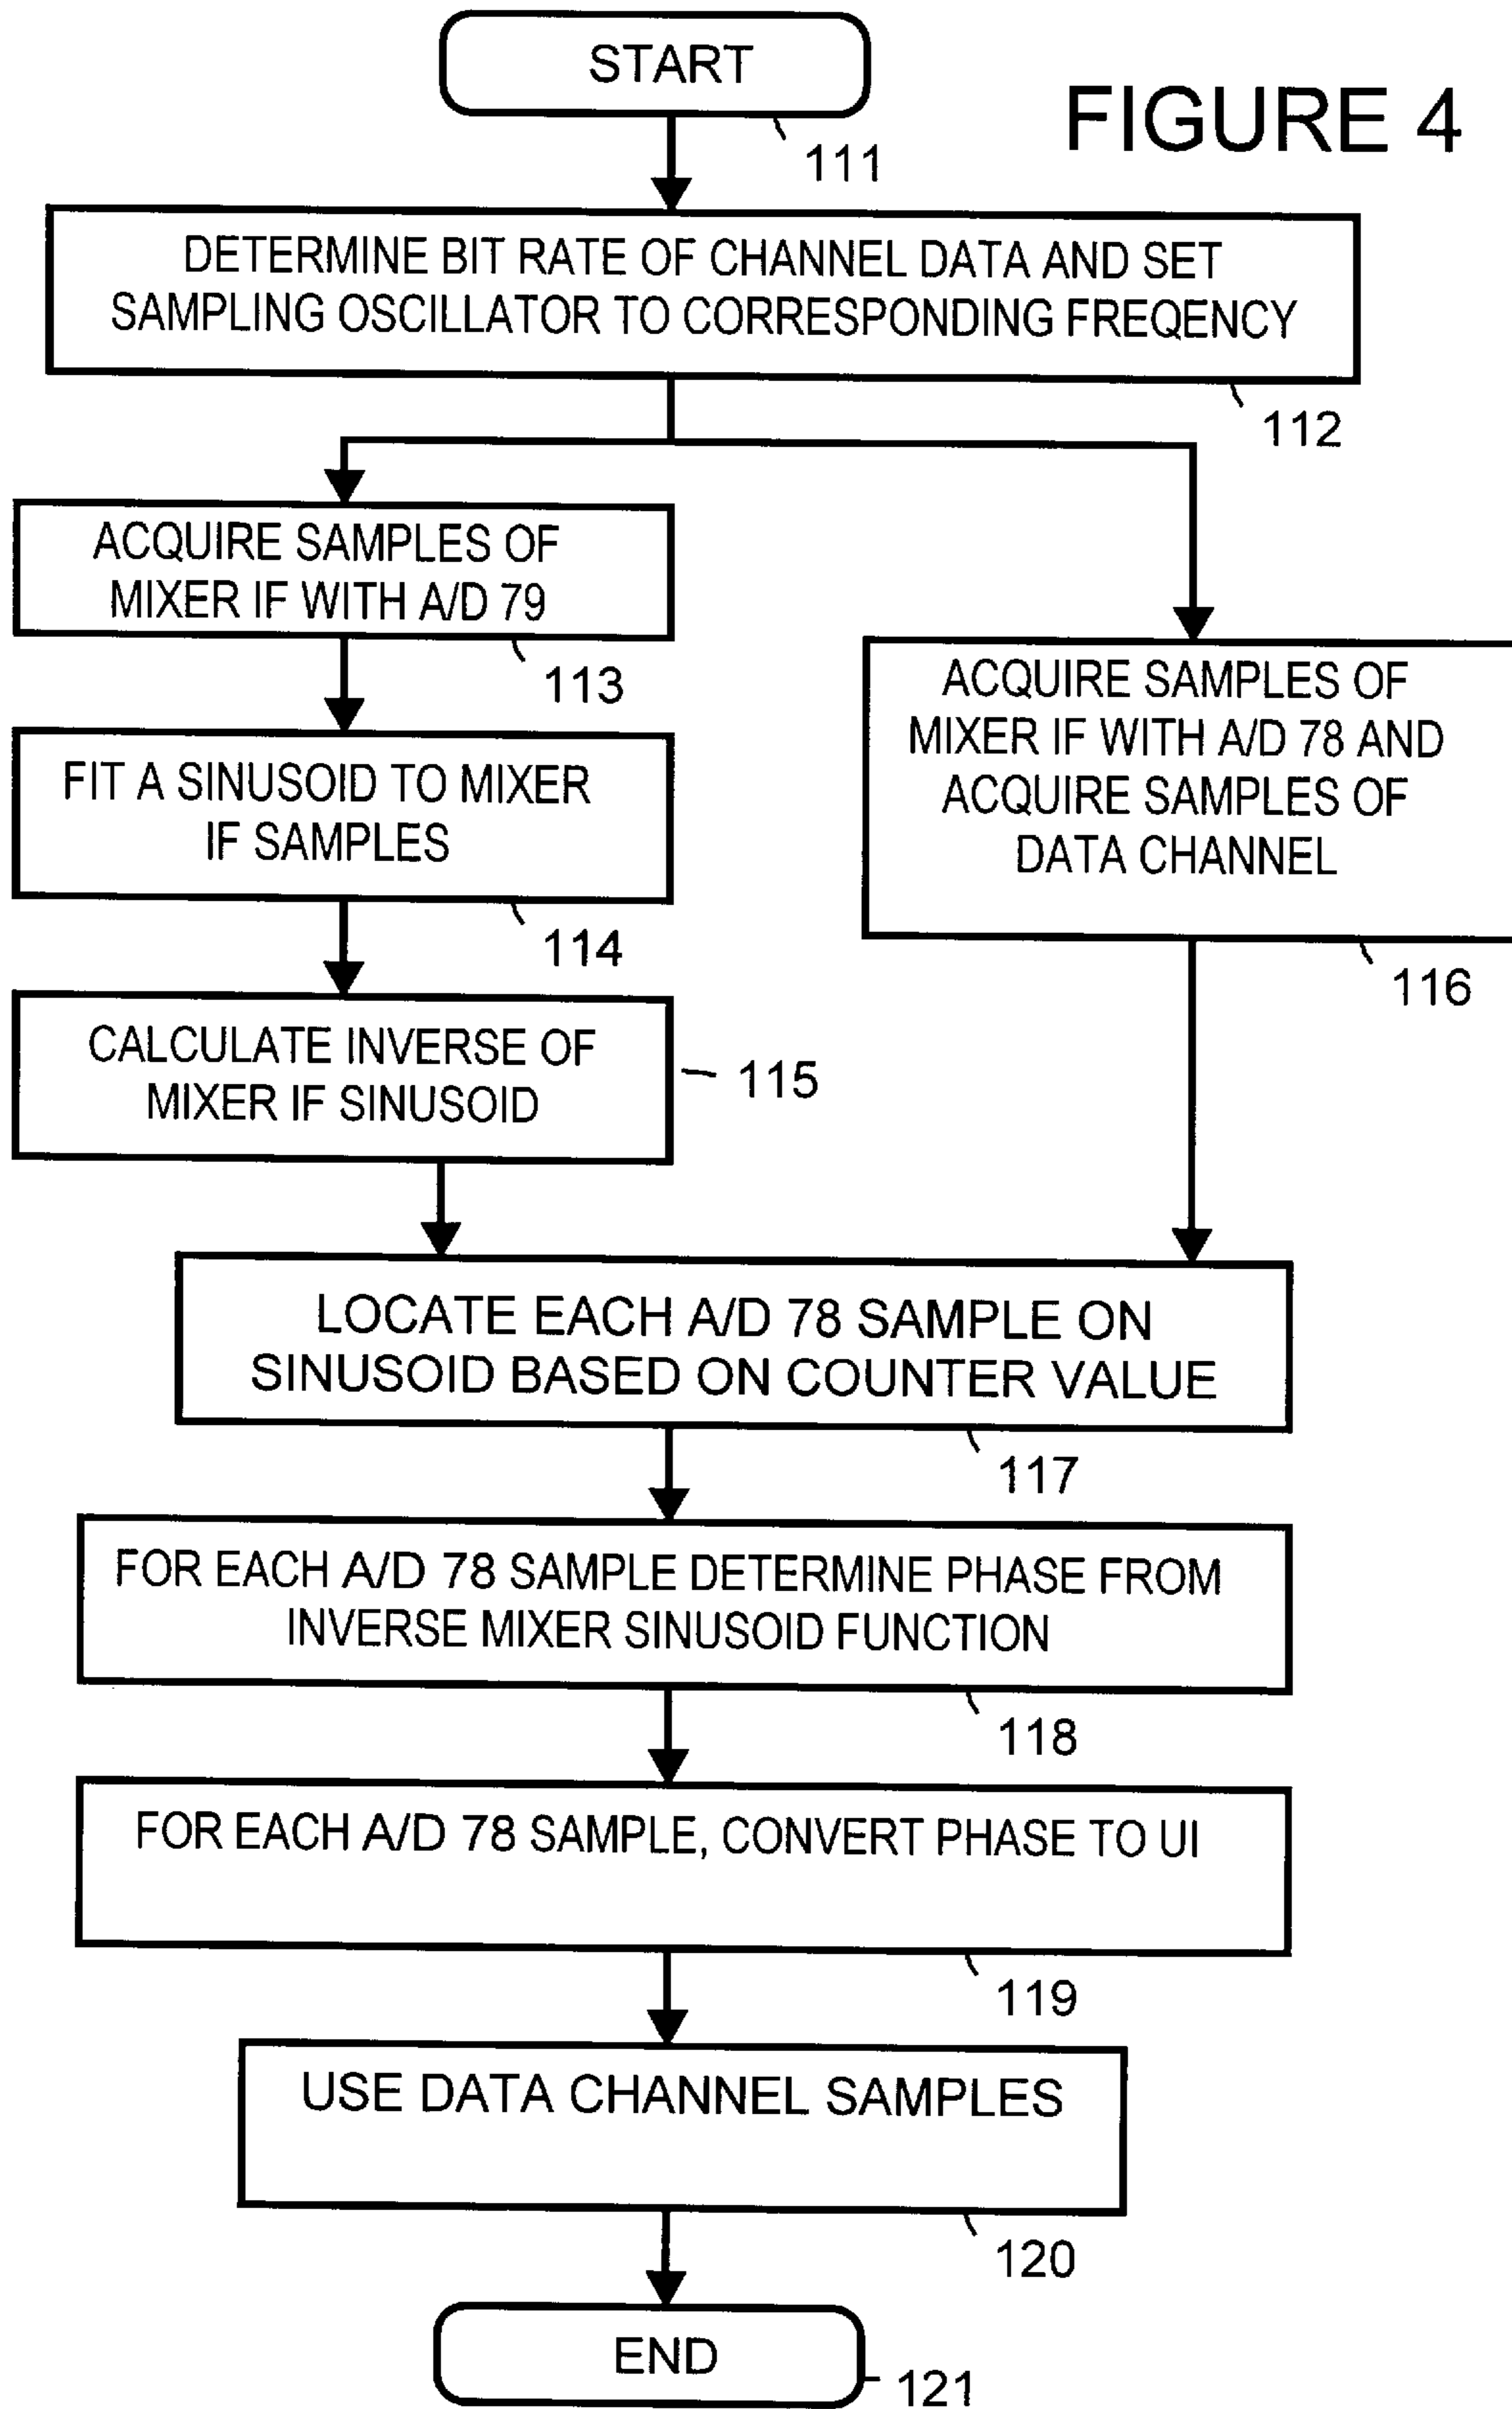 START
FIGURE 4
111
DETERMINE BIT RATE OF CHANNEL DATA AND SET
SAMPLING OSCILLATOR TO CORRESPONDING FREQENCY
112
ACQUIRE SAMPLES OF
MIXER IF WITH A/D 79
113
FIT A SINUSOID TO MIXER
IF SAMPLES
114
CALCULATE INVERSE OF
MIXER IF SINUSOID
115
ACQUIRE SAMPLES OF
MIXER IF WITH A/D 78 AND
ACQUIRE SAMPLES OF
DATA CHANNEL
116
LOCATE EACH A/D 78 SAMPLE ON
SINUSOID BASED ON COUNTER VALUE
117
FOR EACH A/D 78 SAMPLE DETERMINE PHASE FROM
INVERSE MIXER SINUSOID FUNCTION
118
FOR EACH A/D 78 SAMPLE, CONVERT PHASE TO UI
119
USE DATA CHANNEL SAMPLES
120
END
121